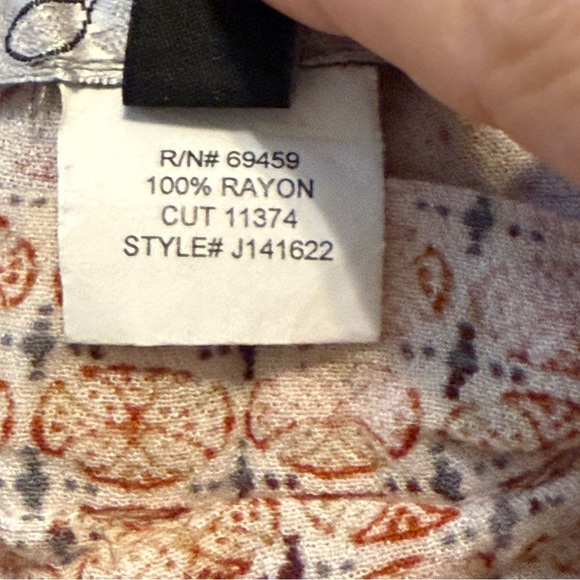 R/N# 69459
100% RAYON
CUT 11374
STYLE# J141622